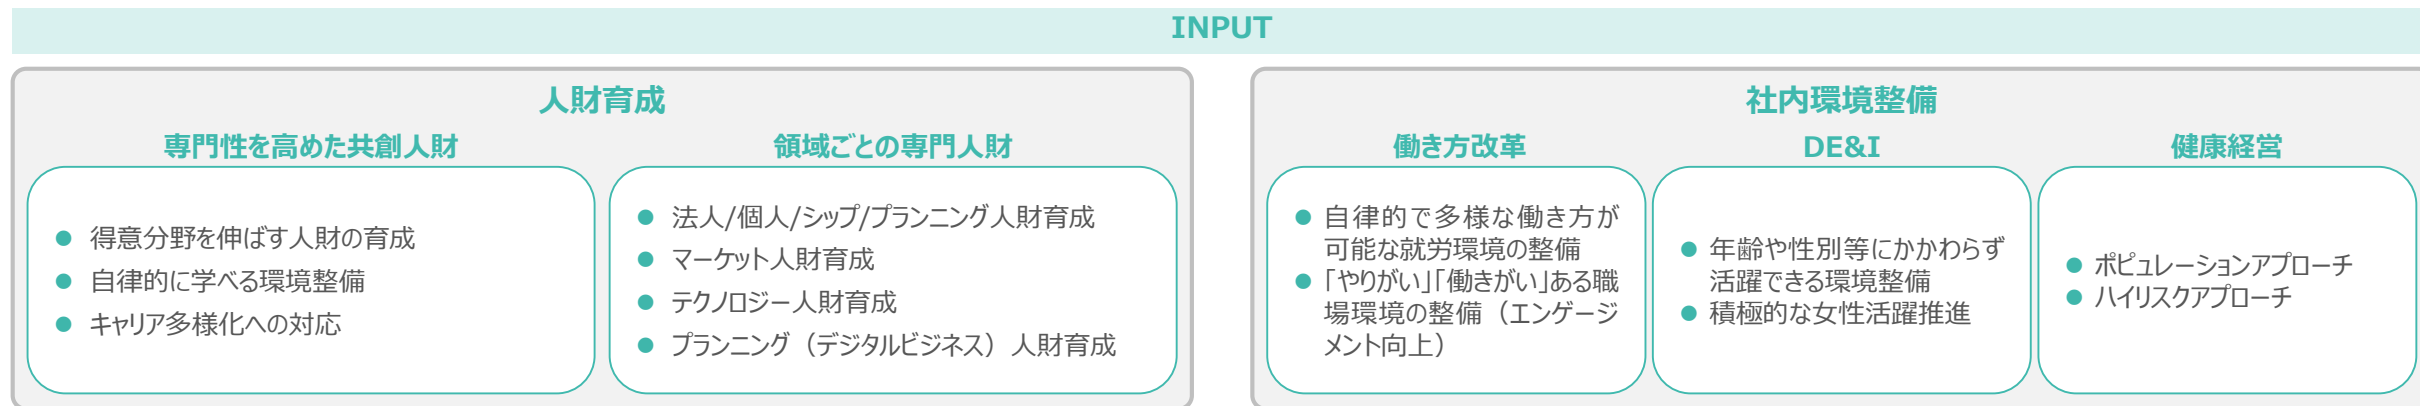 INPUT
人財育成
専門性を高めた共創人財
得意分野を伸ばす人財の育成
自律的に学べる環境整備
キャリア多様化への対応
領域ごとの専門人財
法人/個人/シップ/プランニング人財育成
マーケット人財育成
テクノロジー人財育成
プランニング（デジタルビジネス）人財育成
社内環境整備
働き方改革
自律的で多様な働き方が
可能な就労環境の整備
「やりがい」「働きがい」ある職
場環境の整備（エンゲージ
メント向上）
DE&I
年齢や性別等にかかわらず
活躍できる環境整備
積極的な女性活躍推進
健康経営
ポピュレーションアプローチ
ハイリスクアプローチ